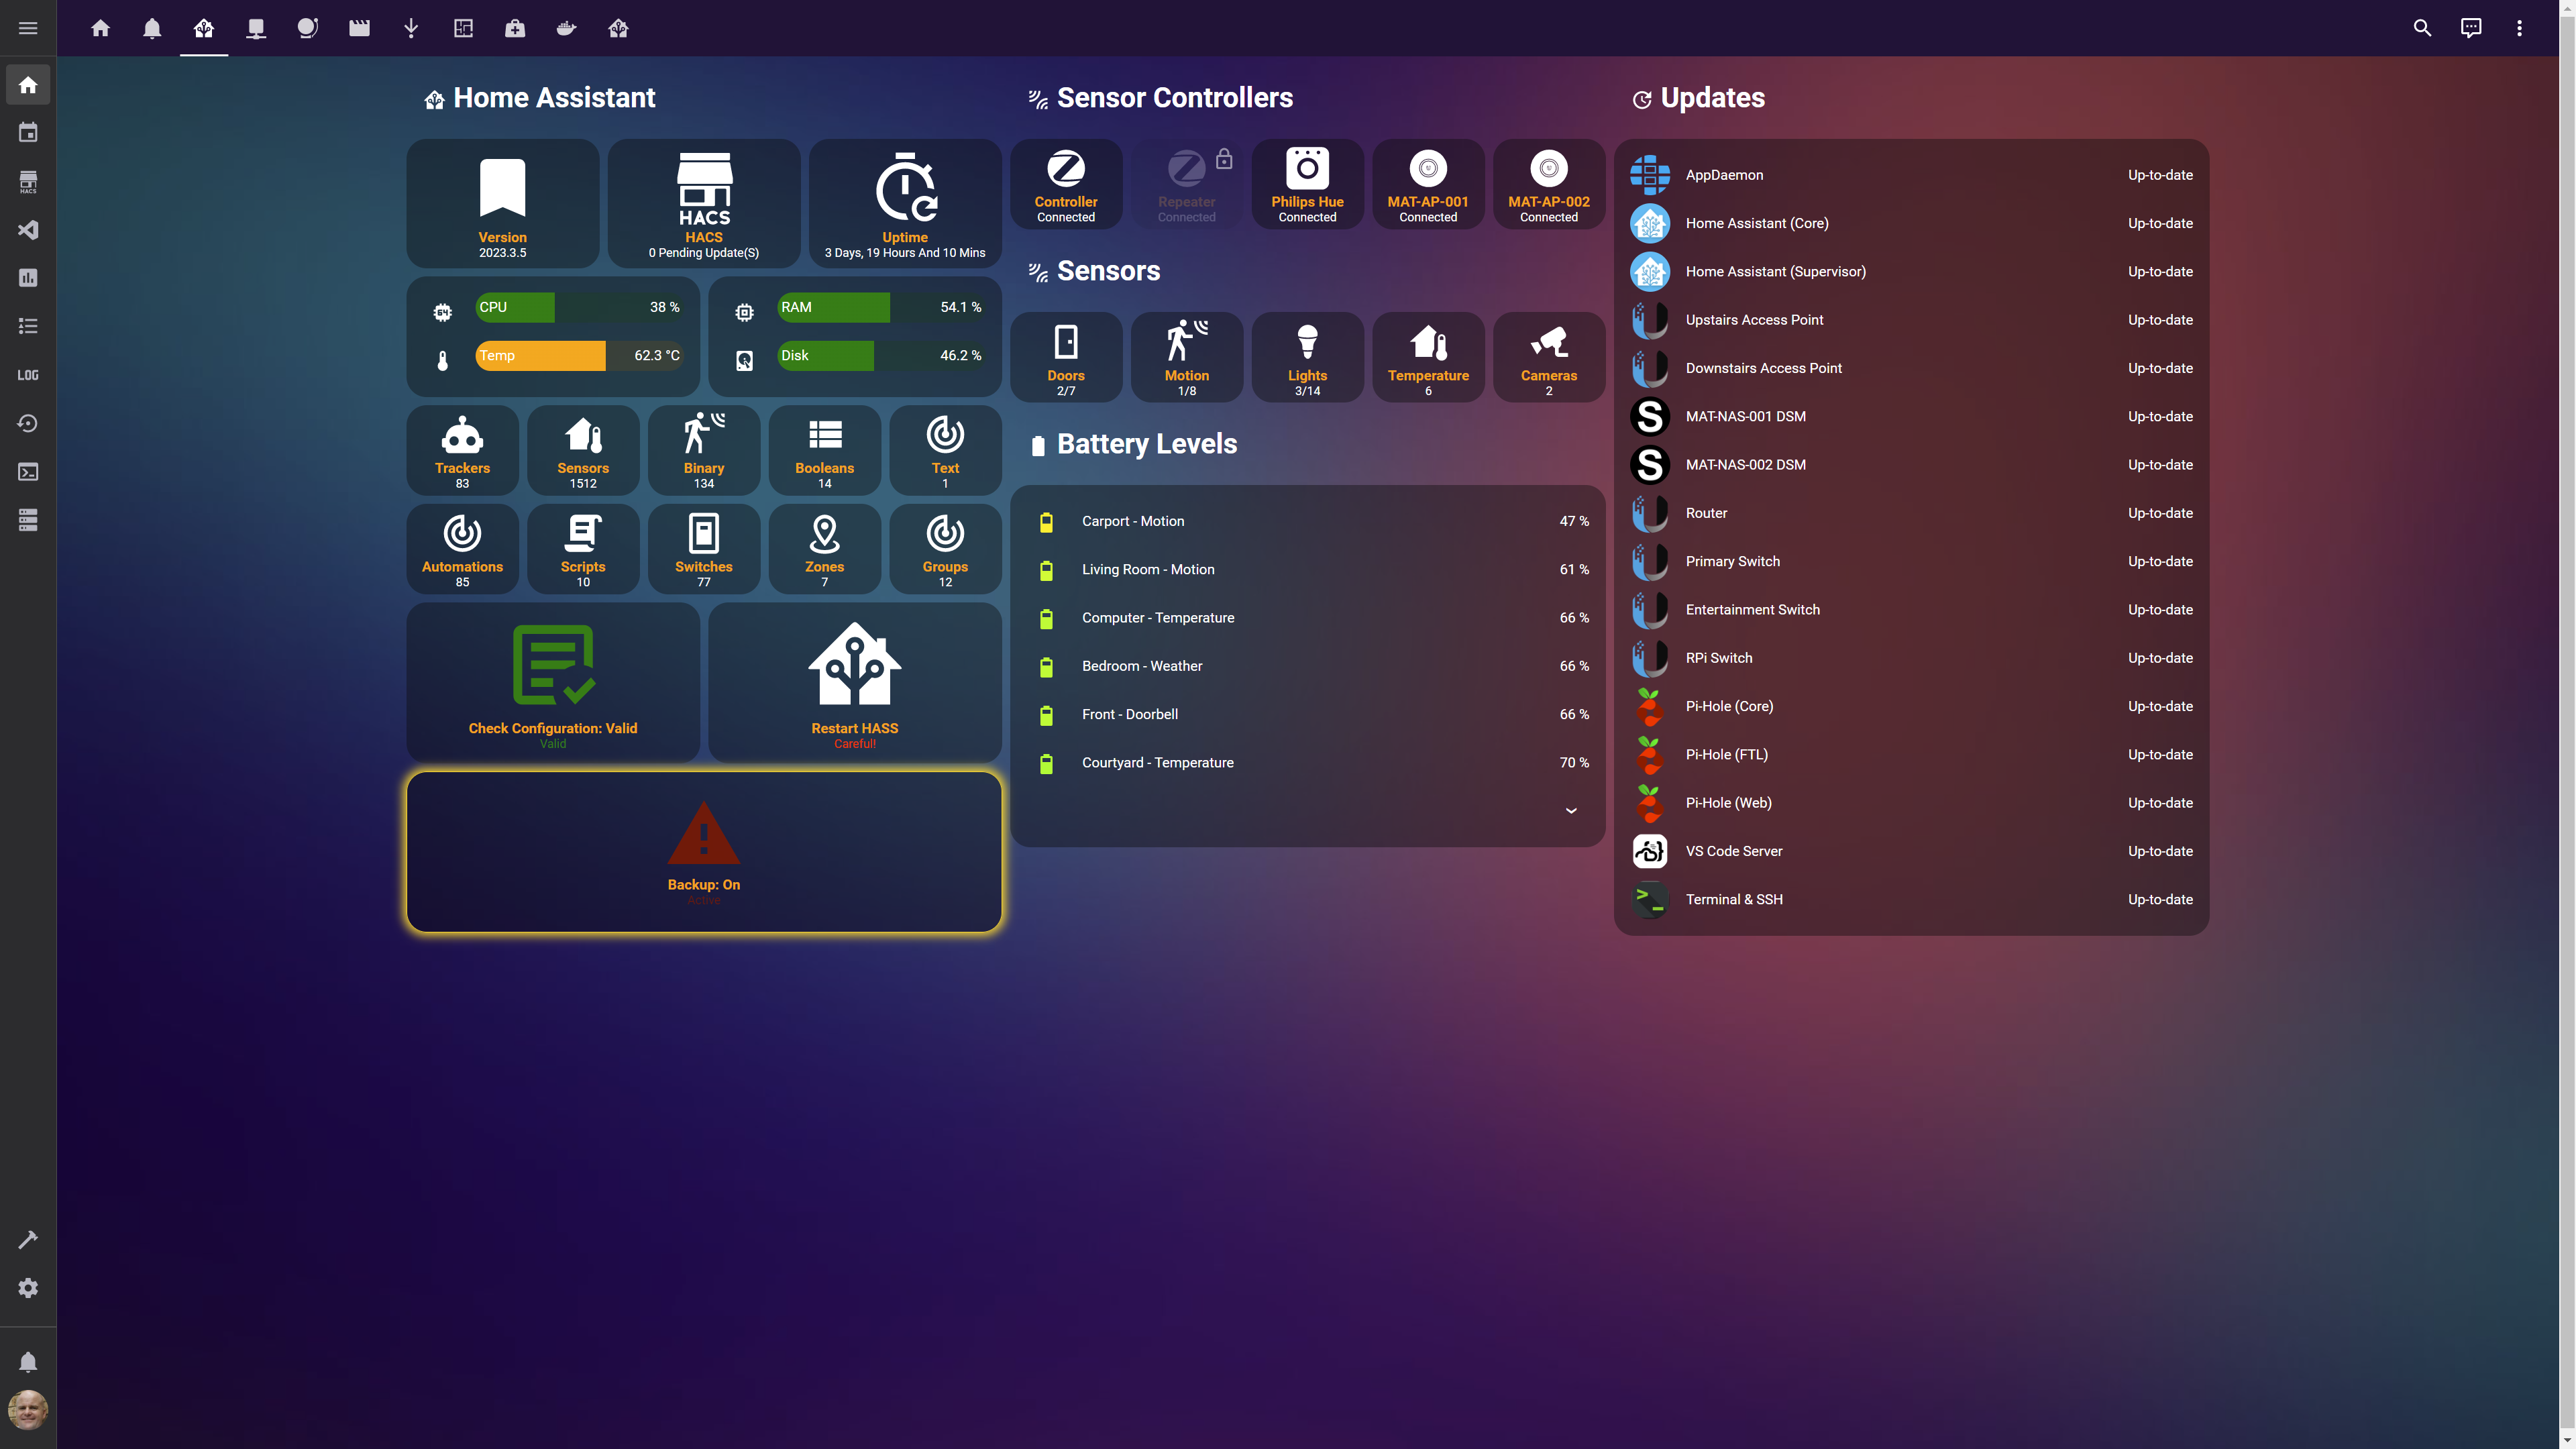 HACS
LOG
Home Assistant
Version
2023.3.5
HACS
HACS
0 Pending Update(S)
Uptime
3 Days, 19 Hours And 10 Mins
64
CPU
38 %
Temp
62.3 °C
RAM
54.1 %
Disk
46.2 %
Trackers
83
Sensors
1512
Binary
134
Booleans
14
Text
1
Automations
85
Scripts
10
Switches
77
Zones
7
Groups
12
Check Configuration: Valid
Valid
Restart HASS
Careful!
Backup: On
Active
Sensor Controllers
Controller
Connected
Repeater
Connected
Philips Hue
Connected
MAT-AP-001
Connected
MAT-AP-002
Connected
Sensors
Doors
2/7
Motion
1/8
Lights
3/14
Temperature
6
Cameras
2
Battery Levels
Carport - Motion 47 %
Living Room - Motion 61 %
Computer - Temperature 66 %
Bedroom - Weather 66 %
Front - Doorbell 66 %
Courtyard - Temperature 70 %
Updates
AppDaemon Up-to-date
Home Assistant (Core) Up-to-date
Home Assistant (Supervisor) Up-to-date
Upstairs Access Point Up-to-date
Downstairs Access Point Up-to-date
S MAT-NAS-001 DSM Up-to-date
S MAT-NAS-002 DSM Up-to-date
Router Up-to-date
Primary Switch Up-to-date
Entertainment Switch Up-to-date
RPi Switch Up-to-date
Pi-Hole (Core) Up-to-date
Pi-Hole (FTL) Up-to-date
Pi-Hole (Web) Up-to-date
VS Code Server Up-to-date
Terminal & SSH Up-to-date